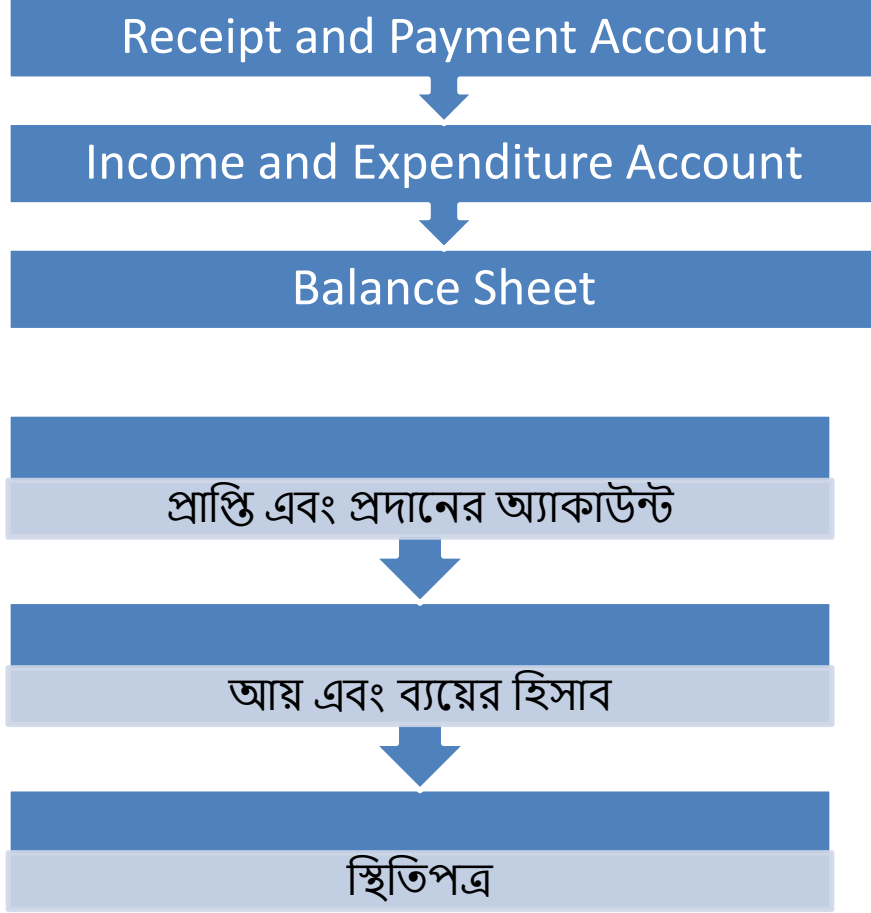 Receipt and Payment Account
Income and Expenditure Account
Balance Sheet
প্রাপ্তি এবং প্রদানের অ্যাকাউন্ট
আয় এবং ব্যয়ের হিসাব
স্থিতিপত্র